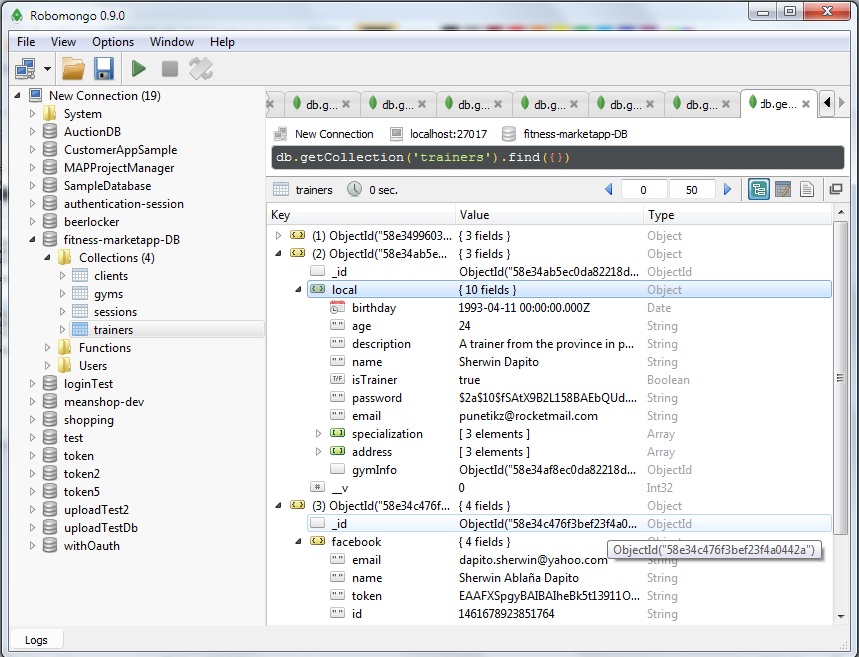 Robomongo 0.9.0
File View Options Window Help
New Connection (19)
System
AuctionDB
CustomerAppSample
MAPProjectManager
SampleDatabase
authentication-session
beerlocker
fitness-marketapp-DB
Collections (4)
clients
gyms
sessions
trainers
Functions
Users
loginTest
meanshop-dev
shopping
test
token
token2
token5
uploadTest2
uploadTestDb
withOauth
db.g... db.g... db.g... db.g... db.g... db.g... db.ge...
New Connection localhost:27017 fitness-marketapp-DB
db.getCollection('trainers').find({})
trainers 0 sec. 0 50
Key Value Type
(1) ObjectId("58e3499603... { 3 fields } Object
(2) ObjectId("58e34ab5e... { 3 fields } Object
_id ObjectId("58e34ab5ec0da82218d... ObjectId
local { 10 fields } Object
birthday 1993-04-11 00:00:00.000Z Date
age 24 String
description A trainer from the province in p... String
name Sherwin Dapito String
T/F isTrainer true Boolean
password $2a$10$fSAtX9B2L158BAEbQUd.... String
email punetikz@rocketmail.com String
specialization [ 3 elements ] Array
address [ 3 elements ] Array
gymInfo ObjectId("58e34af8ec0da82218d... ObjectId
# __v 0 Int32
(3) ObjectId("58e34c476f... { 4 fields } Object
_id ObjectId("58e34c476f3bef23f4a0... ObjectId
facebook { 4 fields }
ObjectId("58e34c476f3bef23f4a0442a")
email dapito.sherwin@yahoo.com String
name Sherwin Ablaña Dapito String
token EAAFXSpgyBAIBAIheBk5t13911O... String
id 1461678923851764 String
Logs